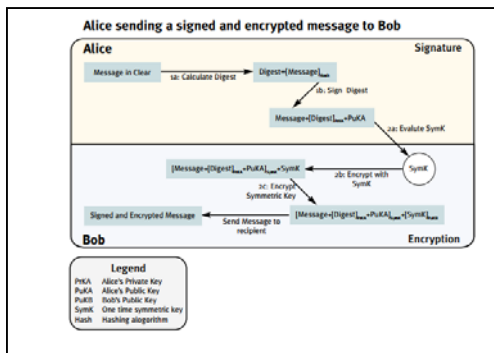 Alice sending a signed and encrypted message to Bob
Alice
Signature
Message in Clear
1a: Calculate Digest
Digest=[Message]Hash
1b: Sign Digest
Message+[Digest]PrKA+PuKA
2a: Evaluate SymK
SymK
2b: Encrypt with
SymK
[Message+[Digest]PrKA+PuKA]SymK+SymK
2c: Encrypt
Symmetric Key
[Message+[Digest]PrKA+PuKA]SymK+[SymK]PuKB
Send Message to
recipient
Signed and Encrypted Message
Bob
Encryption
Legend
PrKA Alice's Private Key
PuKA Alice's Public Key
PuKB Bob's Public Key
SymK One time symmetric key
Hash Hashing alogorithm